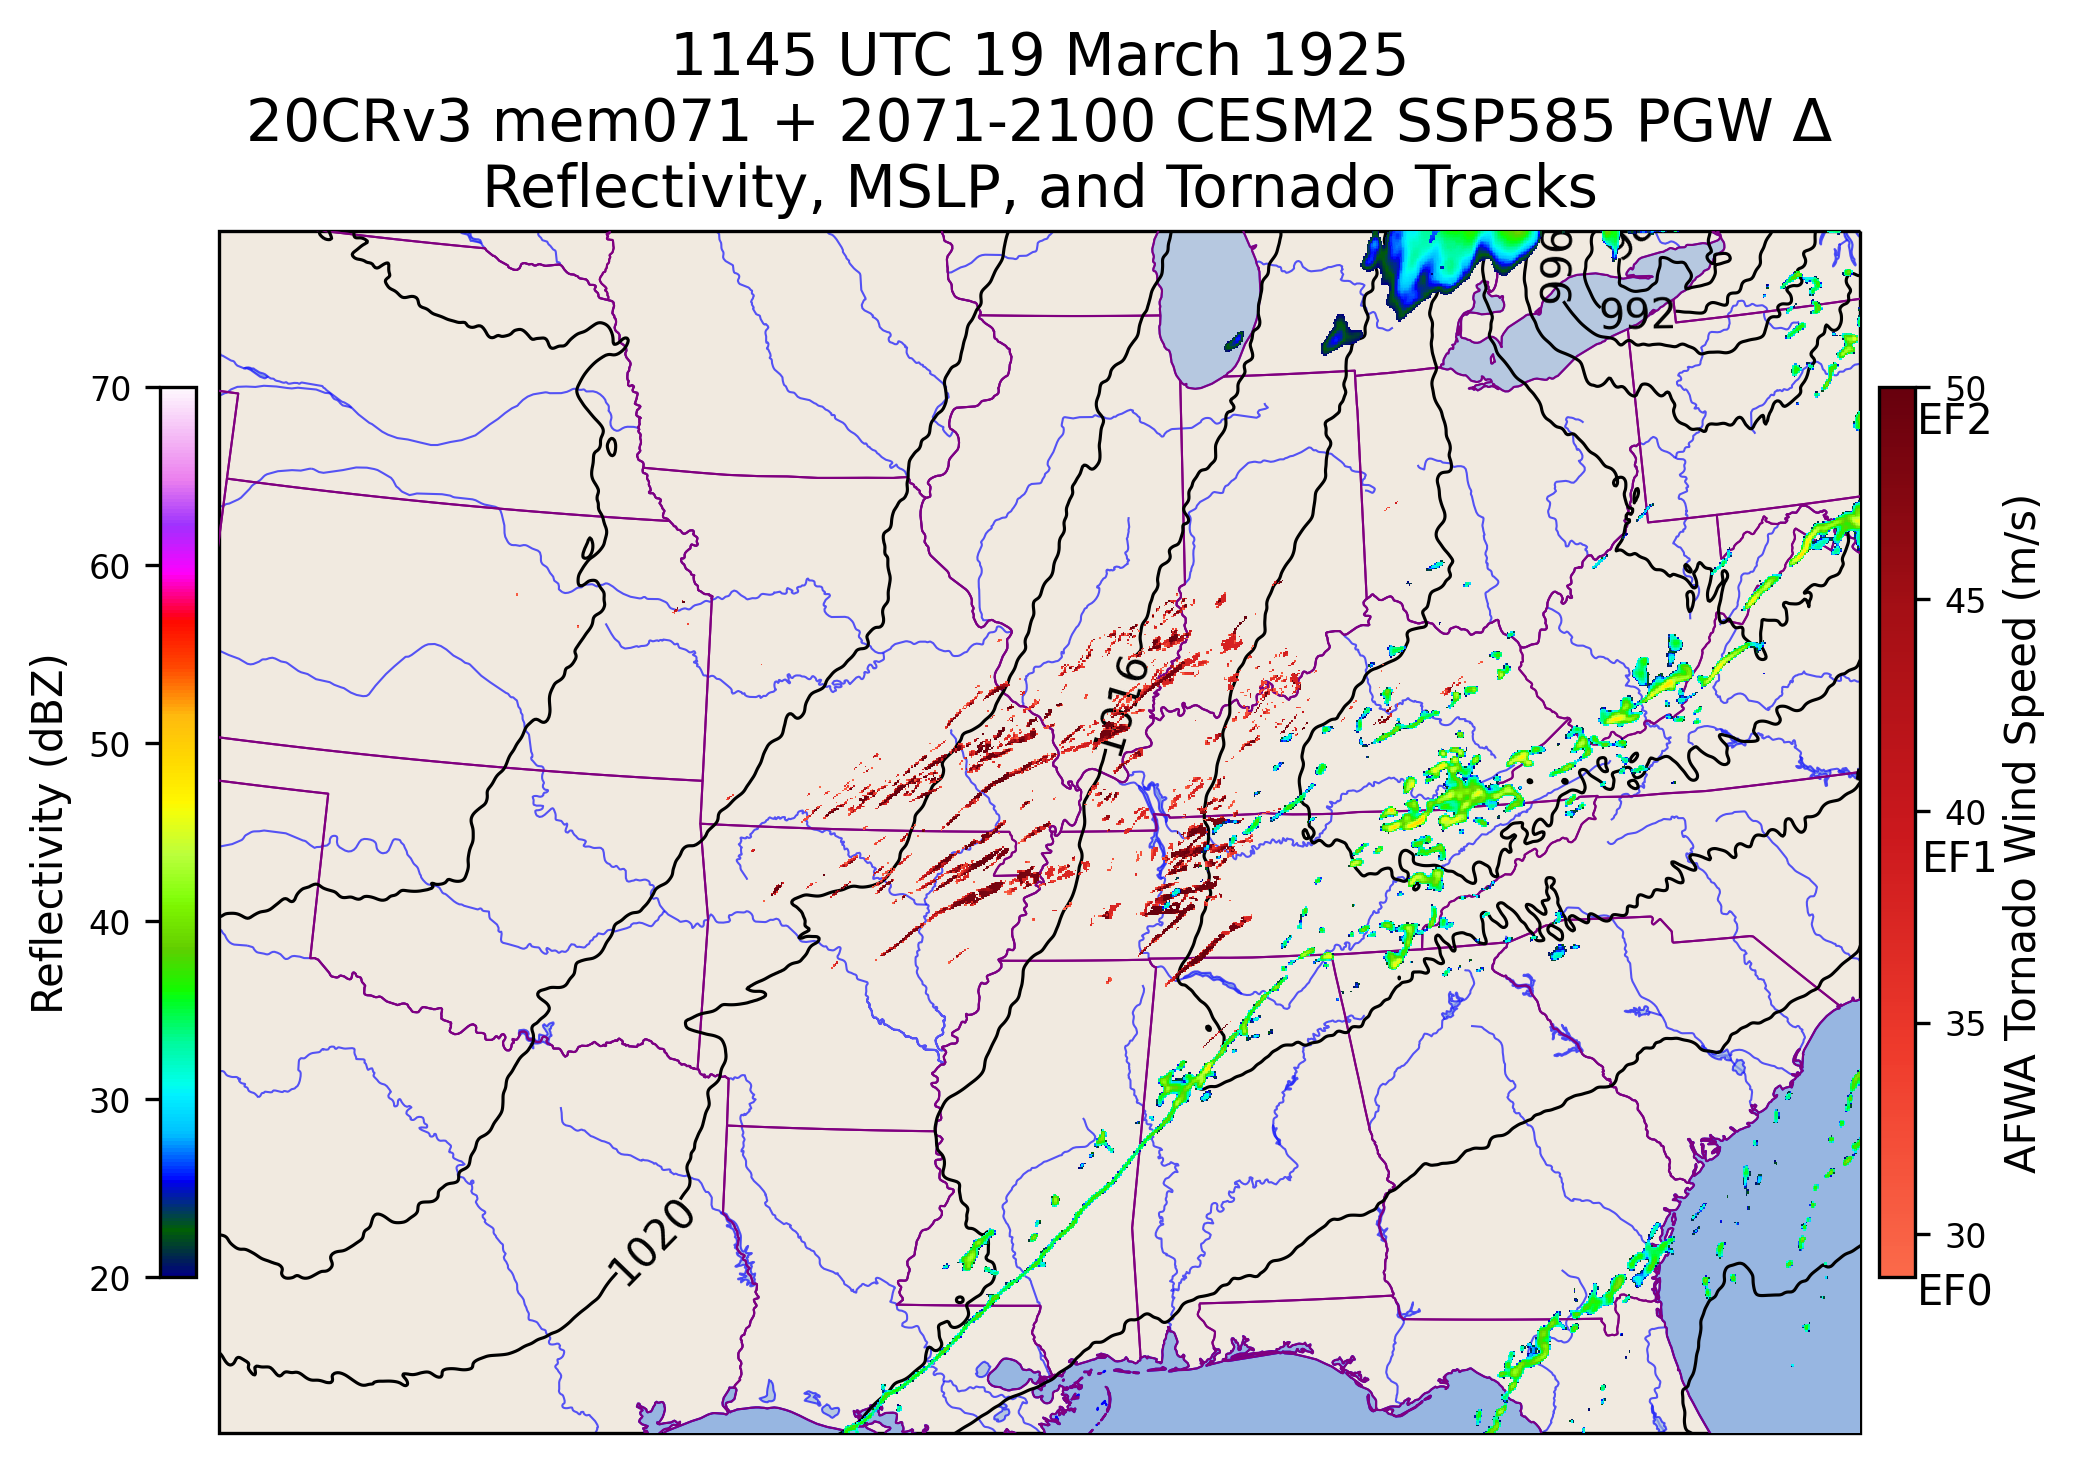 1145 UTC 19 March 1925
20CRv3 mem071 + 2071-2100 CESM2 SSP585 PGW Δ
Reflectivity, MSLP, and Tornado Tracks
996
992
1016
1020
70
60
50
40
30
20
Reflectivity (dBZ)
50
EF2
45
40
EF1
35
30
EF0
AFWA Tornado Wind Speed (m/s)